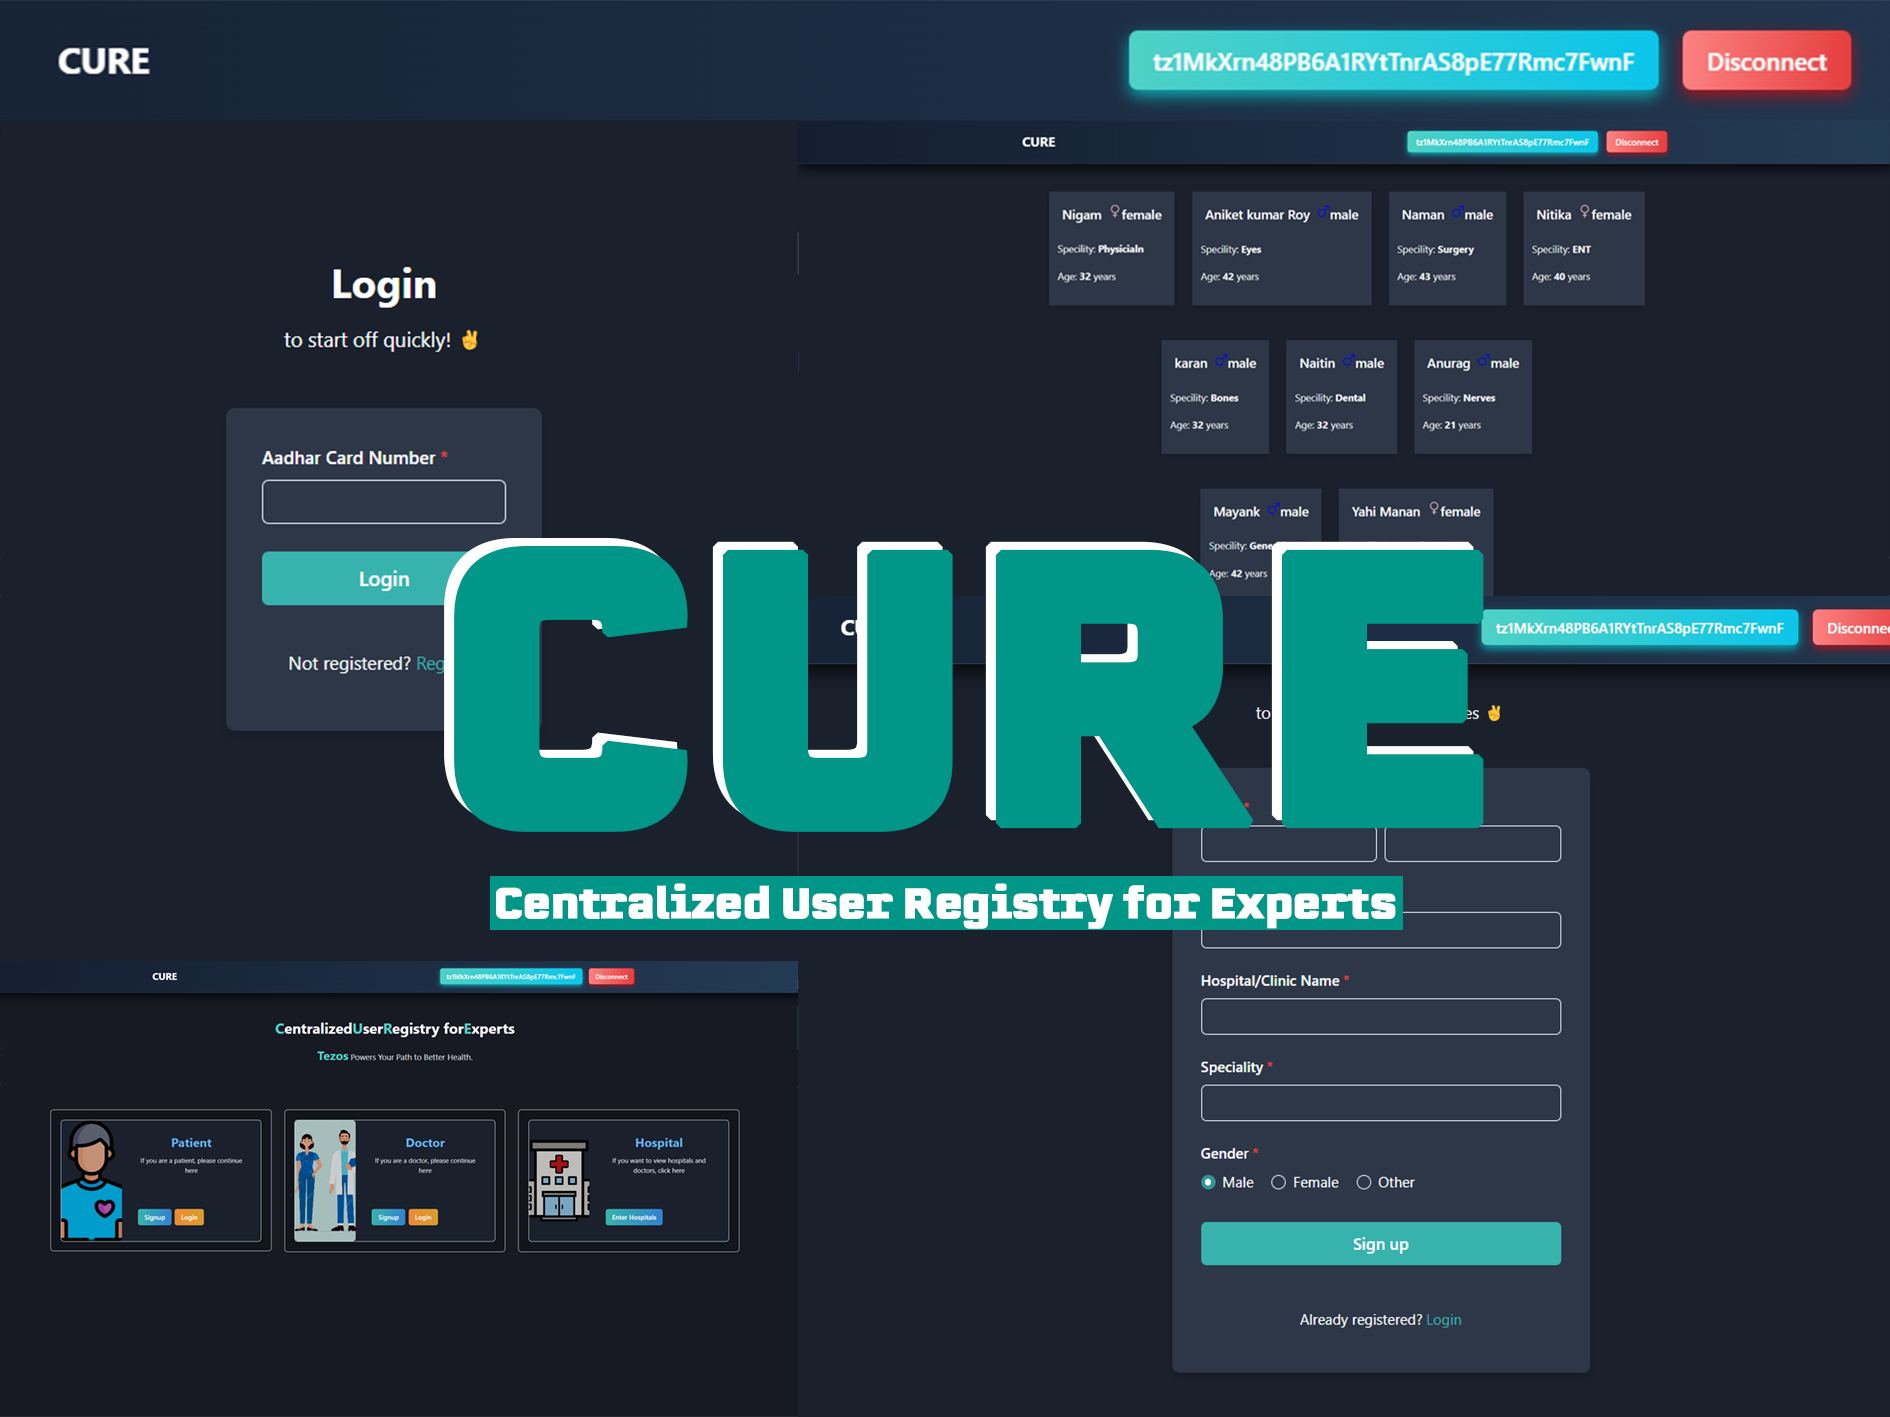 CURE
tz1MkXrn48PB6A1RYtTnrAS8pE77Rmc7FwnF
Disconnect
Login
to start off quickly! ✌
Aadhar Card Number *
Login
Not registered? Reg
CURE
tz1MkXrn48PB6A1RYtTnrAS8pE77Rmc7FwnF
Disconnect
Nigam ♀female
Specility: Physicialn
Age: 32 years
Aniket kumar Roy ♂male
Specility: Eyes
Age: 42 years
Naman ♂male
Specility: Surgery
Age: 43 years
Nitika ♀female
Specility: ENT
Age: 40 years
karan ♂male
Specility: Bones
Age: 32 years
Naitin ♂male
Specility: Dental
Age: 32 years
Anurag ♂male
Specility: Nerves
Age: 21 years
Mayank ♂male
Specility: Gene
Age: 42 years
Yahi Manan ♀female
CURE
Centralized User Registry for Experts
CU
tz1MkXrn48PB6A1RYtTnrAS8pE77Rmc7FwnF
Disconnec
to es ✌
*
Hospital/Clinic Name *
Speciality *
Gender *
Male Female Other
Sign up
Already registered? Login
CURE
tz1MkXrn48PB6A1RYtTnrAS8pE77Rmc7FwnF
Disconnect
CentralizedUserRegistry forExperts
Tezos Powers Your Path to Better Health.
Patient
If you are a patient, please continue
here
Signup
Login
Doctor
If you are a doctor, please continue
here
Signup
Login
Hospital
If you want to view hospitals and
doctors, click here
Enter Hospitals